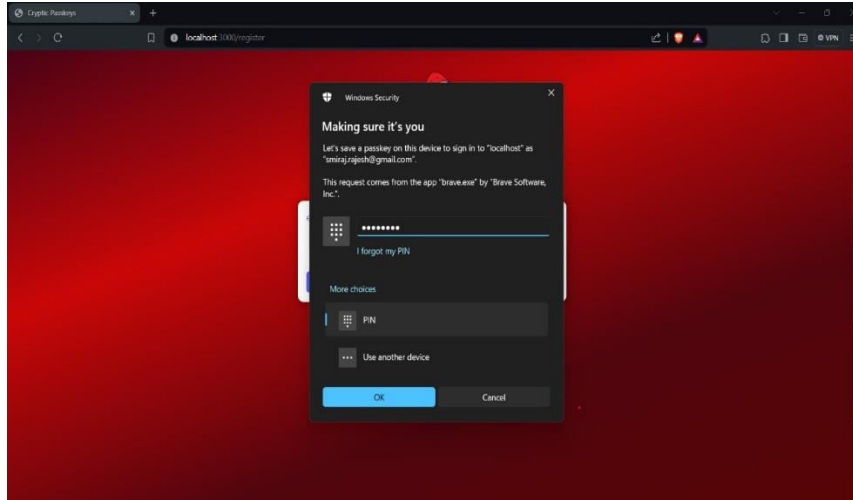 Cryptic Passkeys
localhost:3000/register
VPN
Windows Security
Making sure it's you
Let's save a passkey on this device to sign in to "localhost" as
"smiraj.rajesh@gmail.com".
This request comes from the app "brave.exe" by "Brave Software,
Inc.".
I forgot my PIN
More choices
PIN
Use another device
OK
Cancel